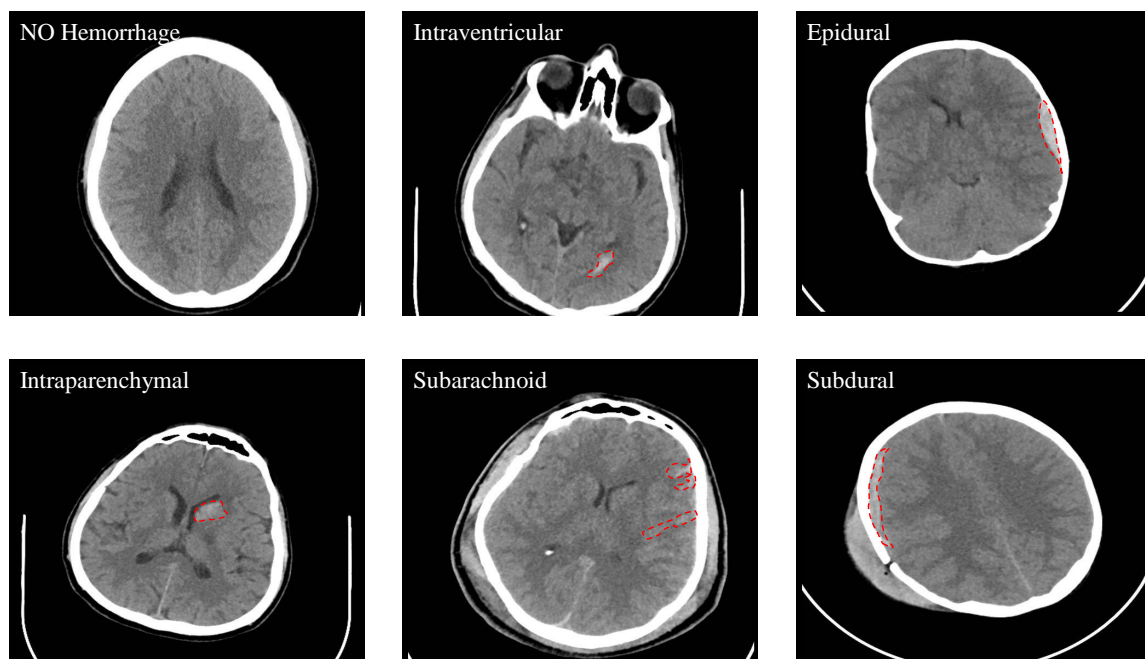 NO Hemorrhage
Intraventricular
Epidural
Intraparenchymal
Subarachnoid
Subdural